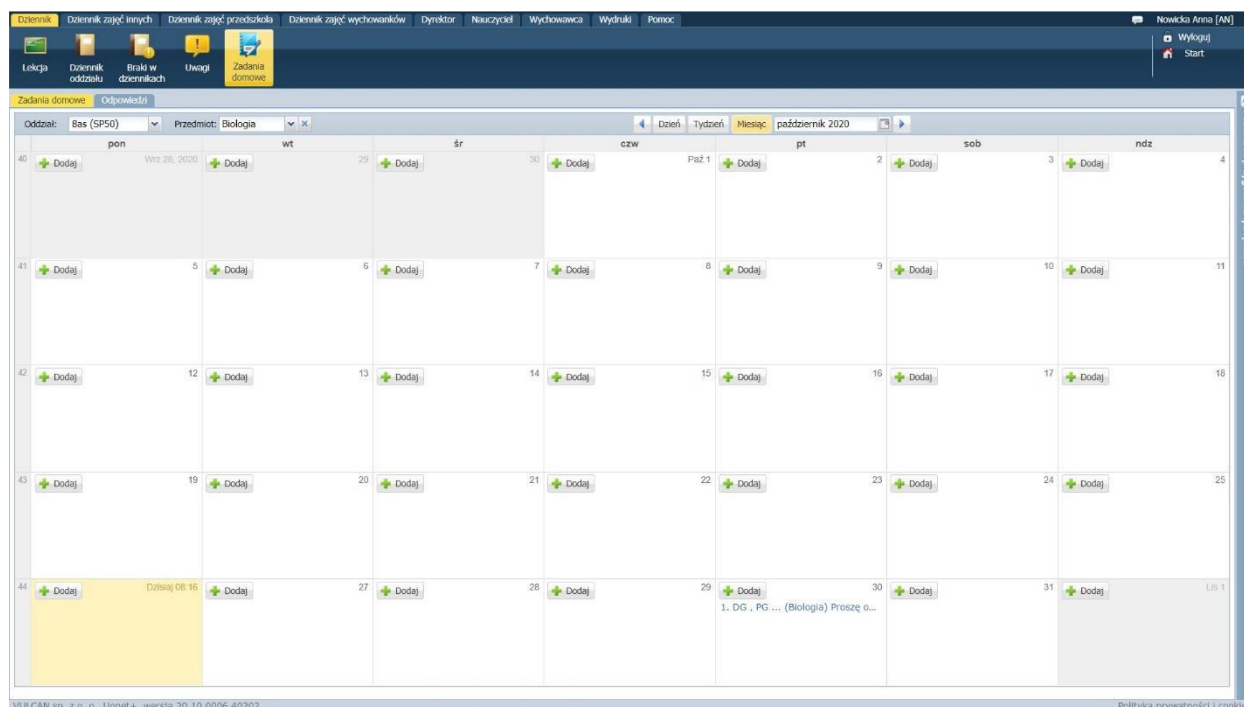 Dziennik Dziennik zajęć innych Dziennik zajęć przedszkola Dziennik zajęć wychowanków Dyrektor Nauczyciel Wychowawca Wydruki Pomoc Nowicka Anna [AN]
Lekcja Dziennik oddziału Braki w dziennikach Uwagi Zadania domowe Wyloguj
Start
Zadania domowe Odpowiedzi
Oddział: 8as (SP50) Przedmiot: Biologia Dzień Tydzień Miesiąc październik 2020
pon wt śr czw pt sob ndz
40 Dodaj Wrz 28, 2020 Dodaj 29 Dodaj 30 Dodaj Paź 1 Dodaj 2 Dodaj 3 Dodaj 4
41 Dodaj 5 Dodaj 6 Dodaj 7 Dodaj 8 Dodaj 9 Dodaj 10 Dodaj 11
42 Dodaj 12 Dodaj 13 Dodaj 14 Dodaj 15 Dodaj 16 Dodaj 17 Dodaj 18
43 Dodaj 19 Dodaj 20 Dodaj 21 Dodaj 22 Dodaj 23 Dodaj 24 Dodaj 25
44 Dodaj Dzisiaj 08:16 Dodaj 27 Dodaj 28 Dodaj 29 Dodaj 30 Dodaj 31 Dodaj Lis 1
1. DG , PG ... (Biologia) Proszę o...
VULCAN sp. z o. o. wersja Polityka prywatności i cookie